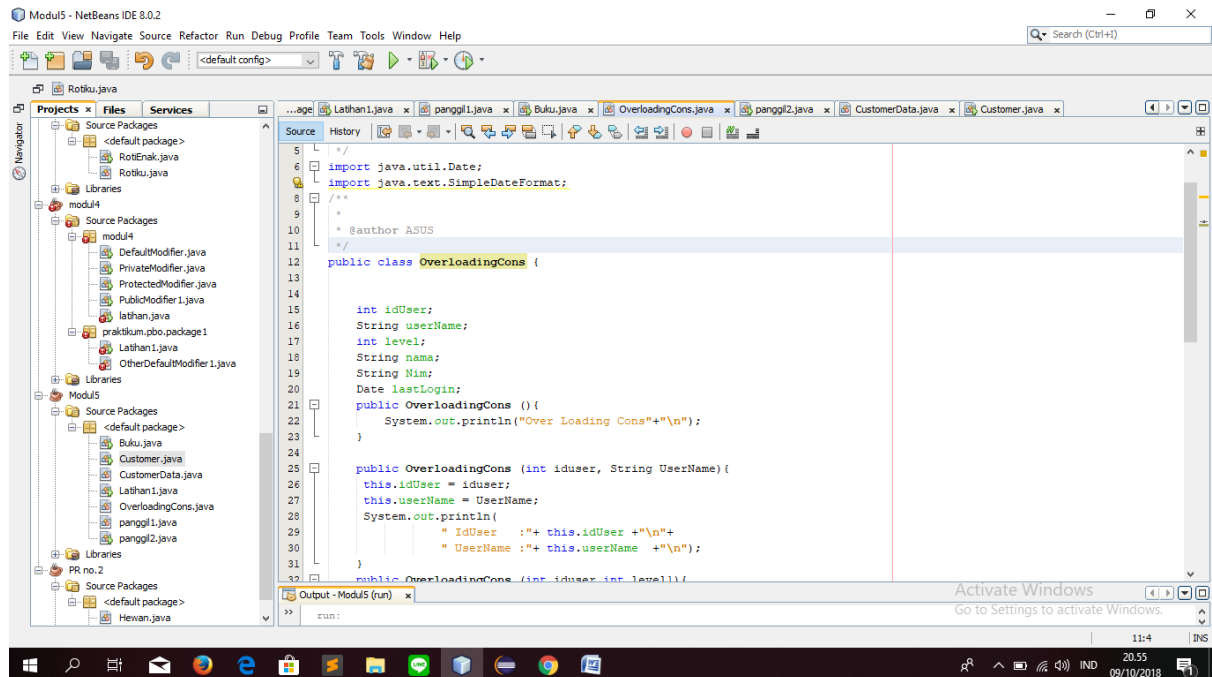 Modul5 - NetBeans IDE 8.0.2
File Edit View Navigate Source Refactor Run Debug Profile Team Tools Window Help
Search (Ctrl+I)
<default config>
Rotiku.java
Projects x Files Services
...age Latihan1.java x panggil1.java x Buku.java x OverloadingCons.java x panggil2.java x CustomerData.java x Customer.java x
Navigator
Source Packages
<default package>
RotiEnak.java
Rotiku.java
Libraries
modul4
Source Packages
modul4
DefaultModifier.java
PrivateModifier.java
ProtectedModifier.java
PublicModifier1.java
latihan.java
praktikum.pbo.package1
Latihan1.java
OtherDefaultModifier1.java
Libraries
Modul5
Source Packages
<default package>
Buku.java
Customer.java
CustomerData.java
Latihan1.java
OverloadingCons.java
panggil1.java
panggil2.java
Libraries
PR no.2
Source Packages
<default package>
Hewan.java
Source History
5 */
6 import java.util.Date;
import java.text.SimpleDateFormat;
8 /**
9 *
10 * @author ASUS
11 */
12 public class OverloadingCons {
13
14
15 int idUser;
16 String userName;
17 int level;
18 String nama;
19 String Nim;
20 Date lastLogin;
21 public OverloadingCons (){
22 System.out.println("Over Loading Cons"+"\n");
23 }
24
25 public OverloadingCons (int iduser, String UserName){
26 this.idUser = iduser;
27 this.userName = UserName;
28 System.out.println(
29 " IdUser   :"+ this.idUser +"\n"+
30 " UserName :"+ this.userName  +"\n");
31 }
32 public OverloadingCons (int iduser,int levell){
Output - Modul5 (run) x
run:
Activate Windows
Go to Settings to activate Windows.
11:4 INS
IND
20.55
09/10/2018